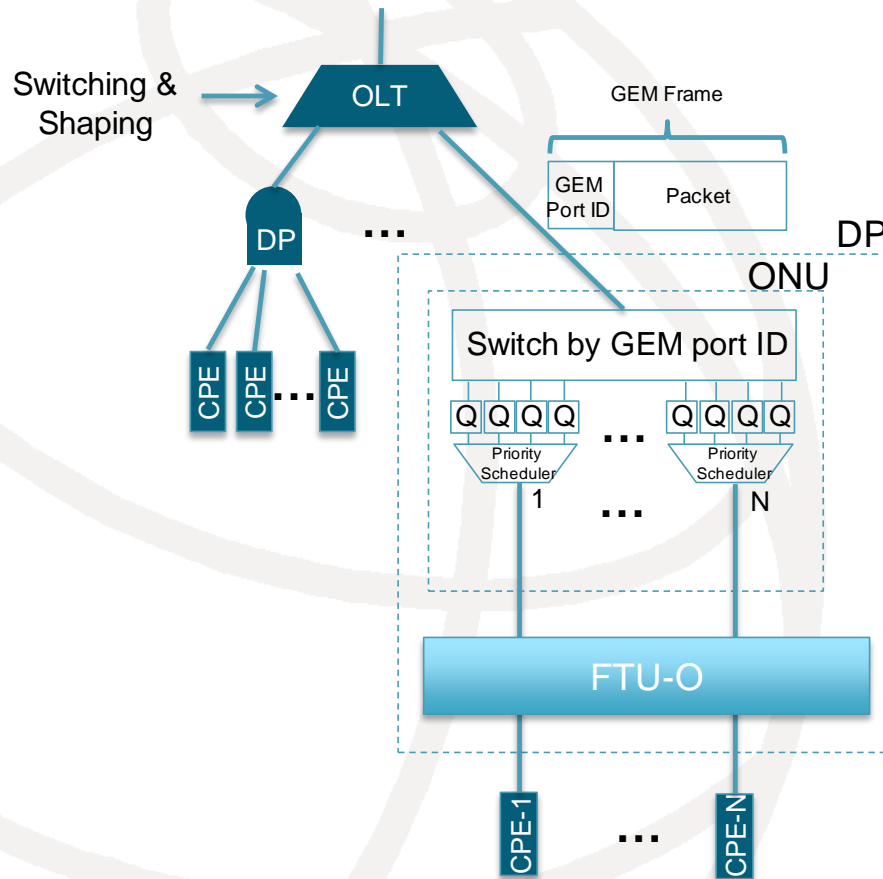 Switching &
Shaping
OLT
GEM Frame
GEM
Port ID
Packet
DP
...
DP
ONU
Switch by GEM port ID
CPE
CPE
...
CPE
Q
Q
Q
Q
...
Q
Q
Q
Q
Priority
Scheduler
Priority
Scheduler
1
...
N
FTU-O
CPE-1
...
CPE-N